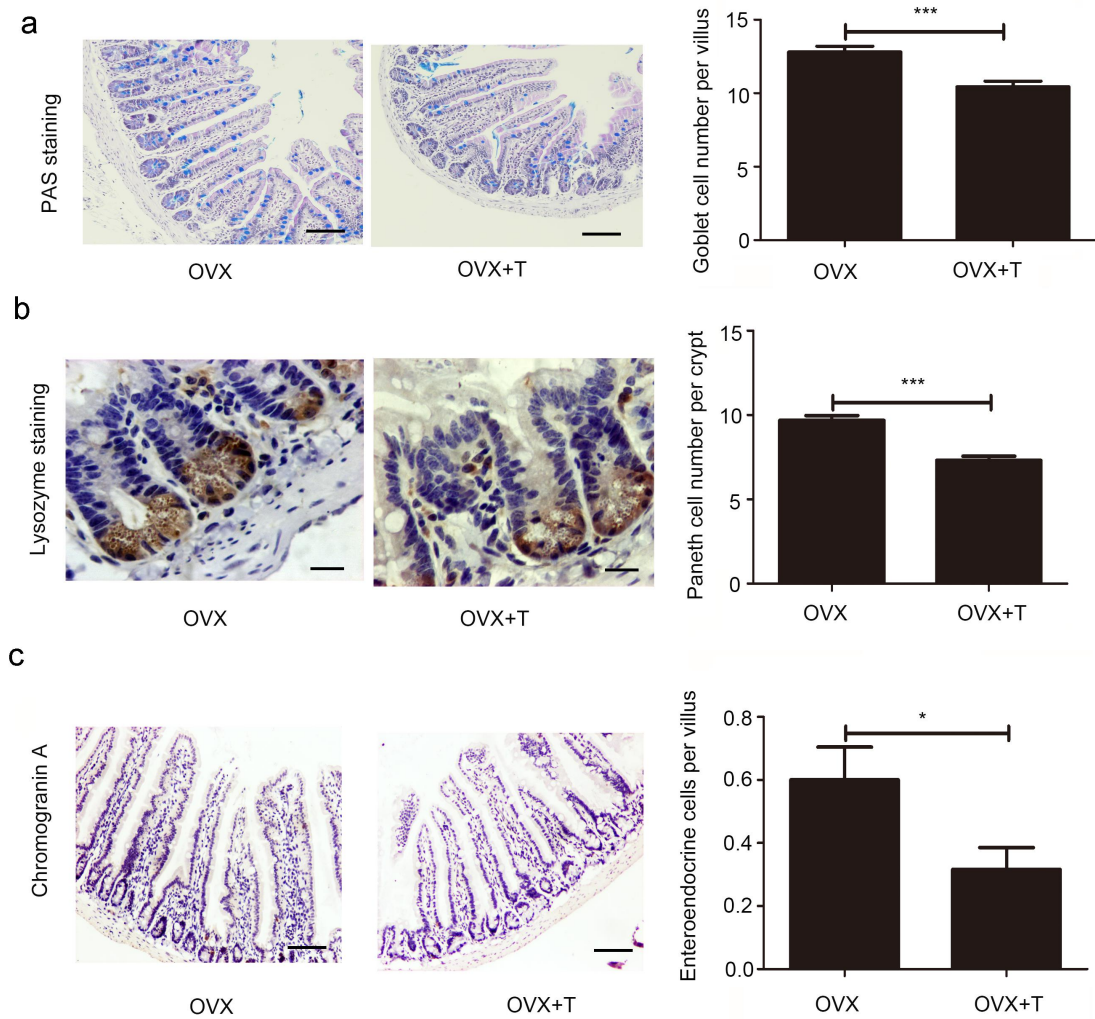 a
PAS staining
OVX
OVX+T
Goblet cell number per villus
15
10
5
0
***
OVX
OVX+T
b
Lysozyme staining
OVX
OVX+T
Paneth cell number per crypt
15
10
5
0
***
OVX
OVX+T
c
Chromogranin A
OVX
OVX+T
Enteroendocrine cells per villus
0.8
0.6
0.4
0.2
0.0
*
OVX
OVX+T